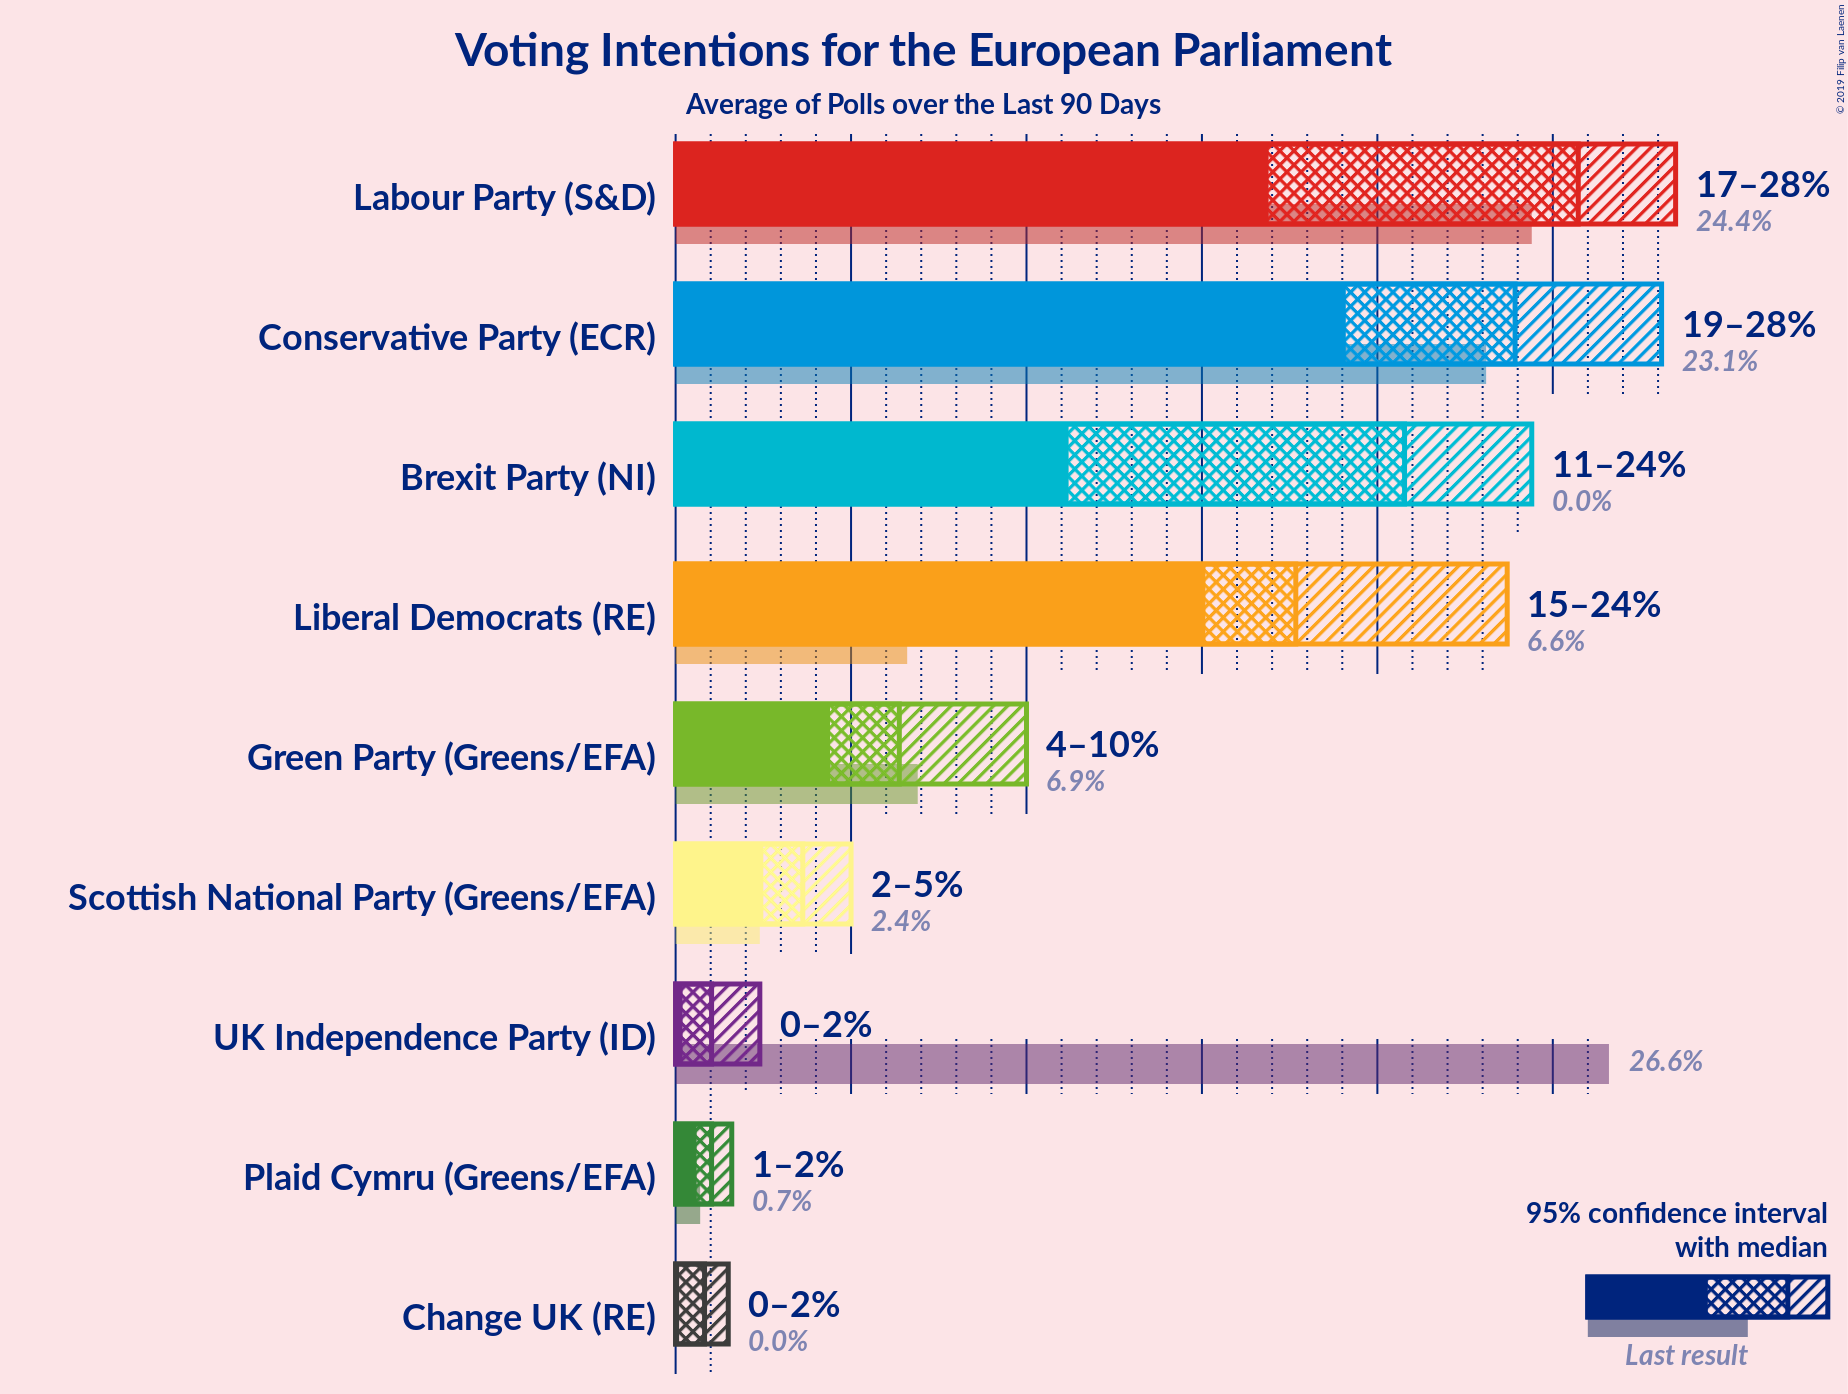 Voting Intentions for the European Parliament
Average of Polls over the Last 90 Days
© 2019 Filip van Laenen
Labour Party (S&D)
17–28%
24.4%
Conservative Party (ECR)
19–28%
23.1%
Brexit Party (NI)
11–24%
0.0%
Liberal Democrats (RE)
15–24%
6.6%
Green Party (Greens/EFA)
4–10%
6.9%
Scottish National Party (Greens/EFA)
2–5%
2.4%
UK Independence Party (ID)
0–2%
26.6%
Plaid Cymru (Greens/EFA)
1–2%
0.7%
Change UK (RE)
0–2%
0.0%
95% confidence interval
with median
Last result